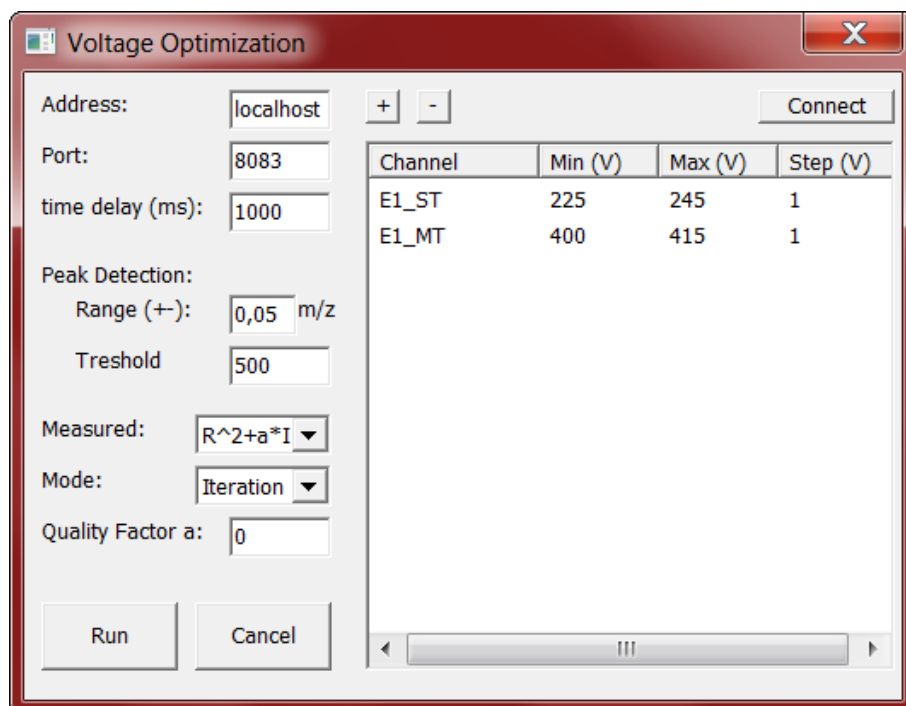 Voltage Optimization
Address: localhost
+ - Connect
Port: 8083
time delay (ms): 1000
Peak Detection:
Range (+-): 0,05 m/z
Treshold 500
Measured: R^2+a*I
Mode: Iteration
Quality Factor a: 0
Run Cancel
Channel Min (V) Max (V) Step (V)
E1_ST 225 245 1
E1_MT 400 415 1